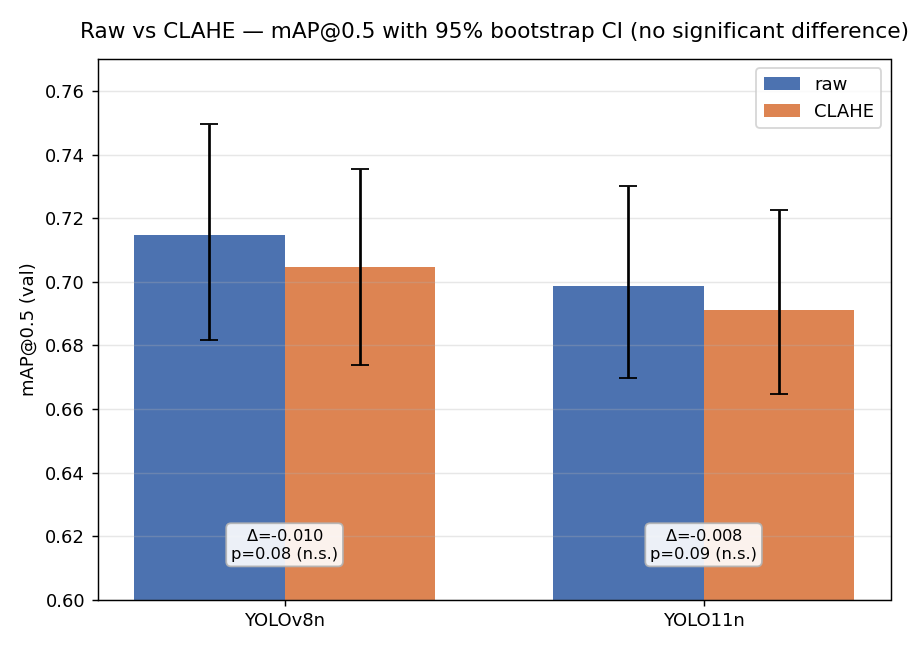 Raw vs CLAHE — mAP@0.5 with 95% bootstrap CI (no significant difference)
raw
CLAHE
mAP@0.5 (val)
0.76
0.74
0.72
0.70
0.68
0.66
0.64
0.62
0.60
Δ=-0.010
p=0.08 (n.s.)
Δ=-0.008
p=0.09 (n.s.)
YOLOv8n
YOLO11n